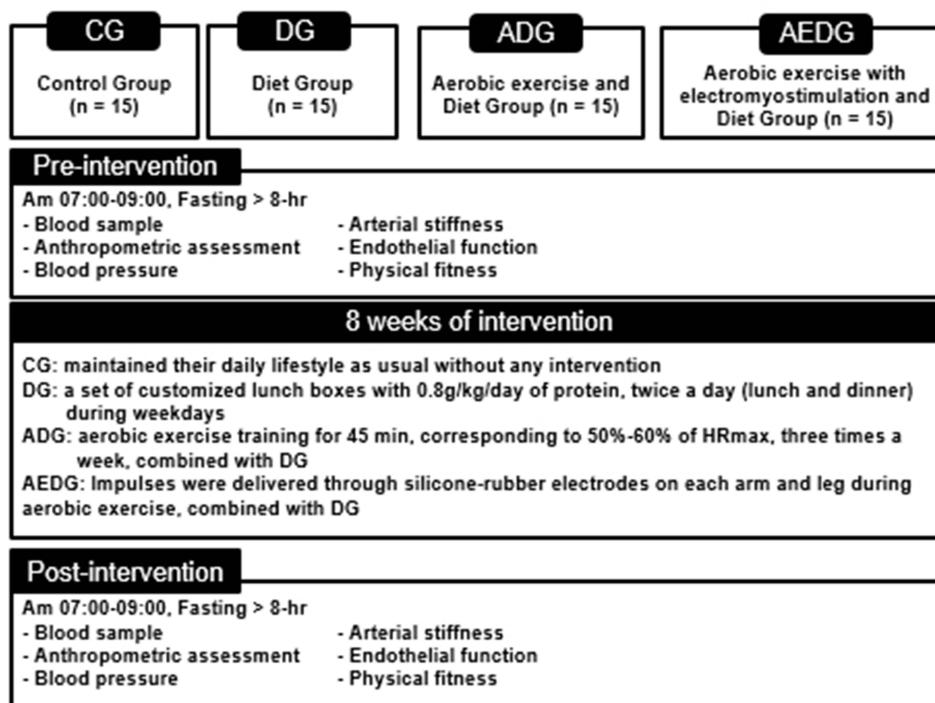 CG
Control Group
(n = 15)
DG
Diet Group
(n = 15)
ADG
Aerobic exercise and
Diet Group (n = 15)
AEDG
Aerobic exercise with
electromyostimulation and
Diet Group (n = 15)
Pre-intervention
Am 07:00-09:00, Fasting > 8-hr
- Blood sample
- Anthropometric assessment
- Blood pressure
- Arterial stiffness
- Endothelial function
- Physical fitness
8 weeks of intervention
CG: maintained their daily lifestyle as usual without any intervention
DG: a set of customized lunch boxes with 0.8g/kg/day of protein, twice a day (lunch and dinner)
during weekdays
ADG: aerobic exercise training for 45 min, corresponding to 50%-60% of HRmax, three times a
week, combined with DG
AEDG: Impulses were delivered through silicone-rubber electrodes on each arm and leg during
aerobic exercise, combined with DG
Post-intervention
Am 07:00-09:00, Fasting > 8-hr
- Blood sample
- Anthropometric assessment
- Blood pressure
- Arterial stiffness
- Endothelial function
- Physical fitness